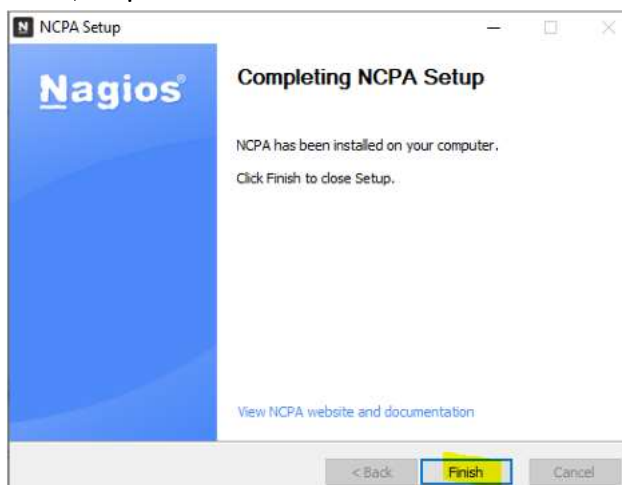 NCPA Setup
Nagios®
Completing NCPA Setup
NCPA has been installed on your computer.
Click Finish to close Setup.
View NCPA website and documentation
< Back
Finish
Cancel